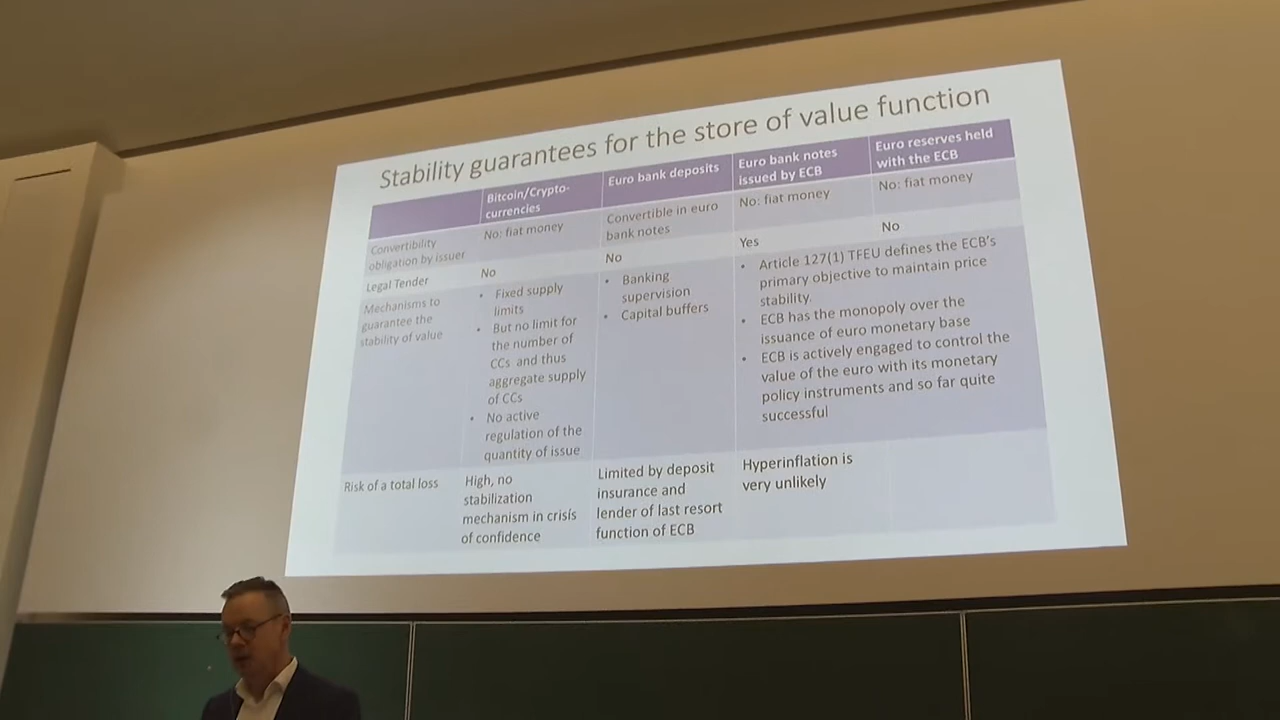 Stability guarantees for the store of value function
Bitcoin/Crypto-
currencies
Euro bank deposits
Euro bank notes
issued by ECB
Euro reserves held
with the ECB
Convertibility
obligation by issuer
No: fiat money
Convertible in euro
bank notes
No: fiat money
No: fiat money
Legal Tender
No
No
Yes
No
Mechanisms to
guarantee the
stability of value
• Fixed supply
limits
• But no limit for
the number of
CCs and thus
aggregate supply
of CCs
• No active
regulation of the
quantity of issue
• Banking
supervision
• Capital buffers
• Article 127(1) TFEU defines the ECB's
primary objective to maintain price
stability.
• ECB has the monopoly over the
issuance of euro monetary base
• ECB is actively engaged to control the
value of the euro with its monetary
policy instruments and so far quite
successful
Risk of a total loss
High, no
stabilization
mechanism in crisis
of confidence
Limited by deposit
insurance and
lender of last resort
function of ECB
Hyperinflation is
very unlikely